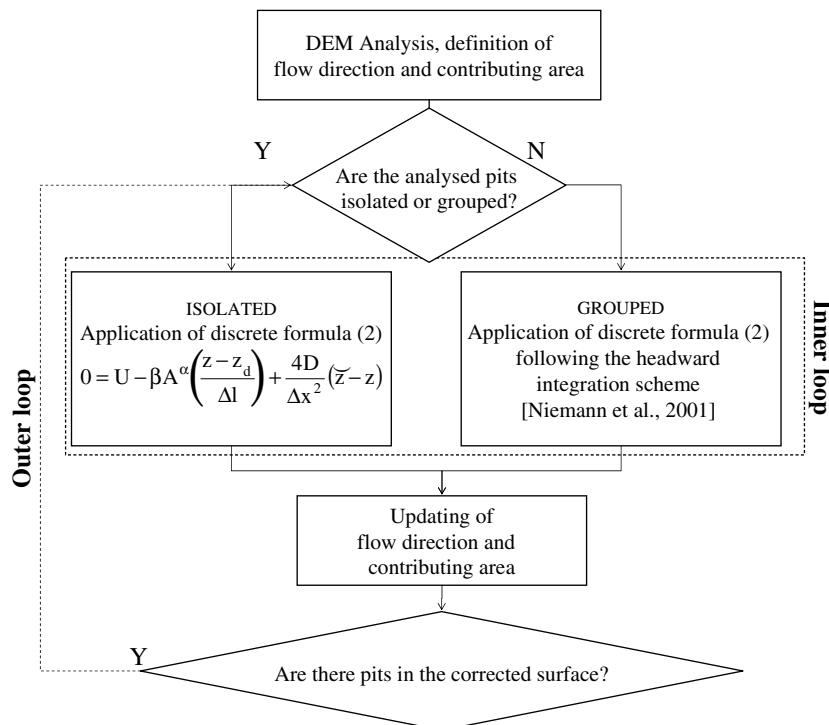 DEM Analysis, definition of
flow direction and contributing area
Y
N
Are the analysed pits
isolated or grouped?
ISOLATED
Application of discrete formula (2)
0 = U − βA^α((z − z_d)/Δl) + (4D/Δx²)(z̆ − z)
GROUPED
Application of discrete formula (2)
following the headward
integration scheme
[Niemann et al., 2001]
Inner loop
Outer loop
Updating of
flow direction and
contributing area
Y
Are there pits in the corrected surface?